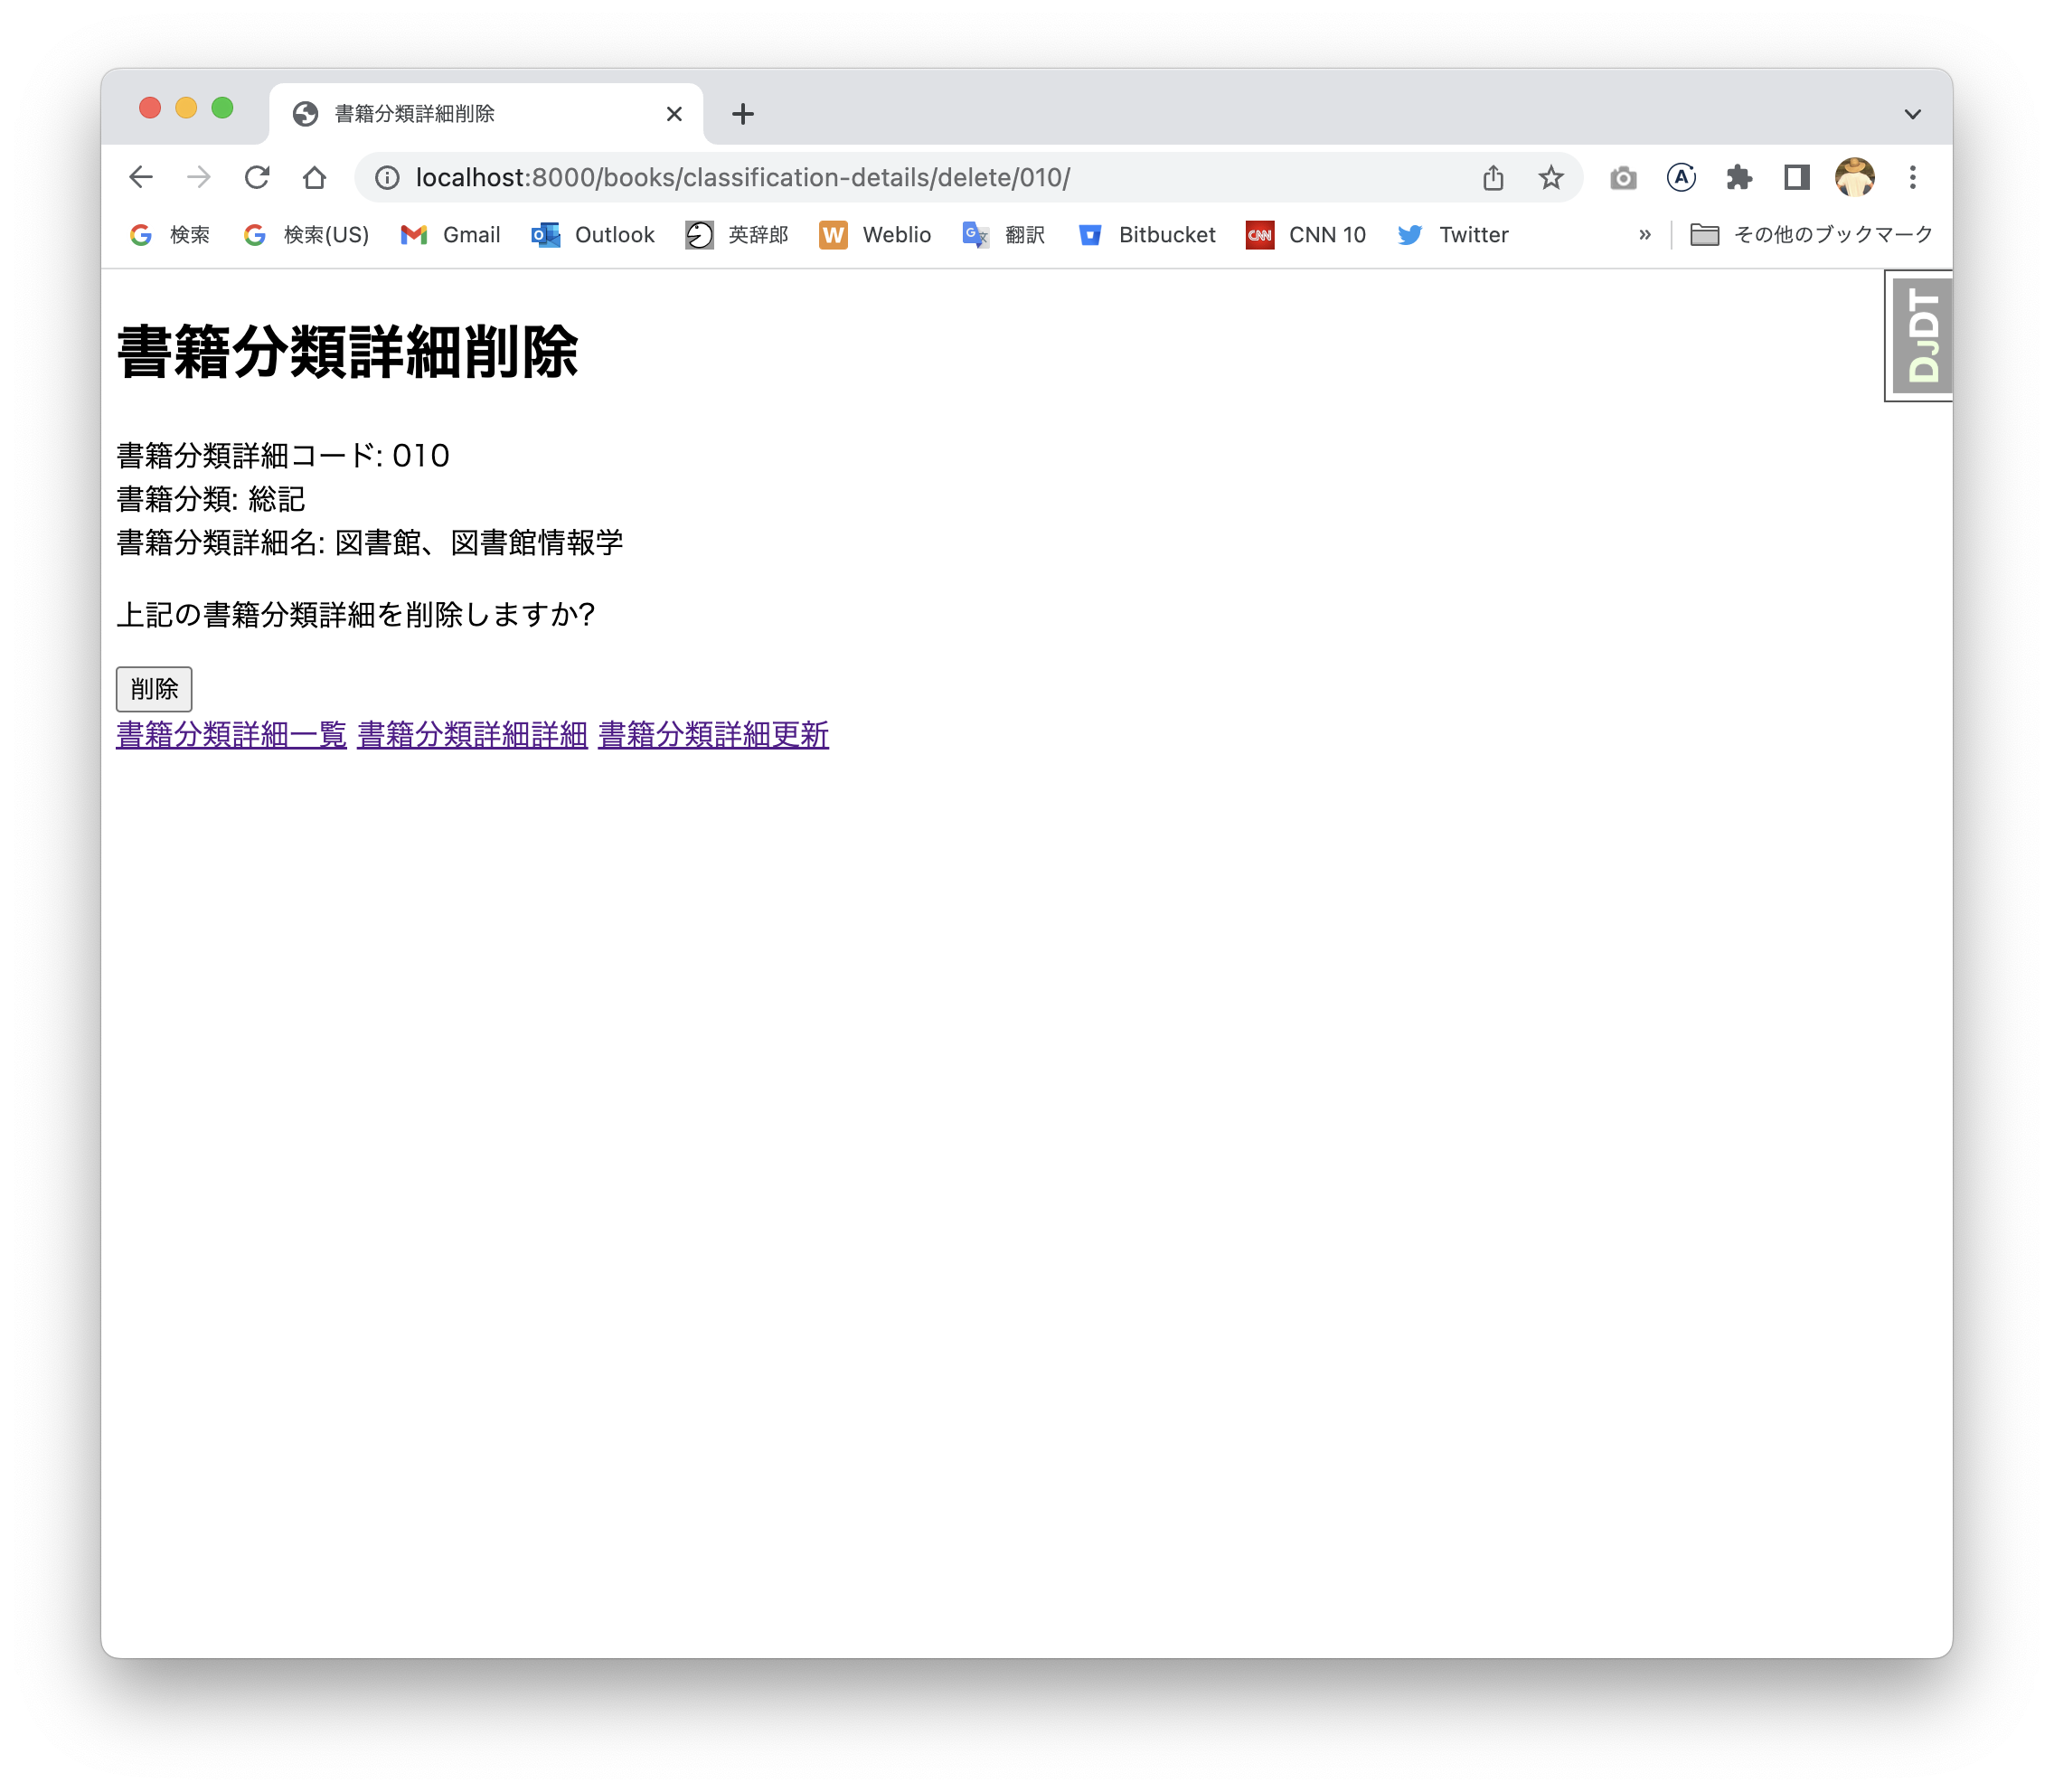 書籍分類詳細削除
localhost:8000/books/classification-details/delete/010/
検索 検索(US) Gmail Outlook 英辞郎 Weblio 翻訳 Bitbucket CNN 10 Twitter » その他のブックマーク
DJDT
書籍分類詳細削除
書籍分類詳細コード: 010
書籍分類: 総記
書籍分類詳細名: 図書館、図書館情報学
上記の書籍分類詳細を削除しますか?
削除
書籍分類詳細一覧 書籍分類詳細詳細 書籍分類詳細更新